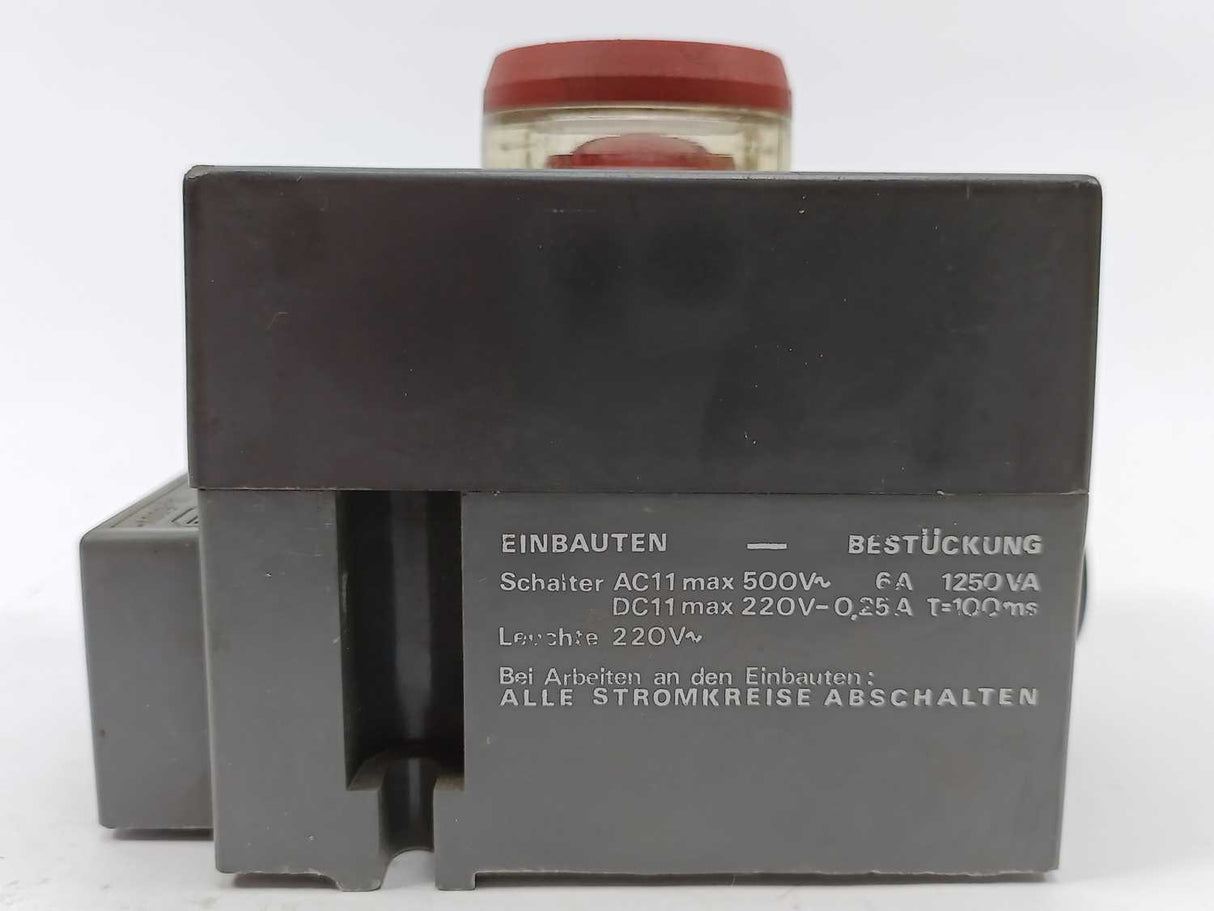 EINBAUTEN — BESTÜCKUNG
Schalter AC11 max 500V~ 6A 1250VA
DC11 max 220V- 0,25A T=100ms
Leuchte 220V~
Bei Arbeiten an den Einbauten:
ALLE STROMKREISE ABSCHALTEN